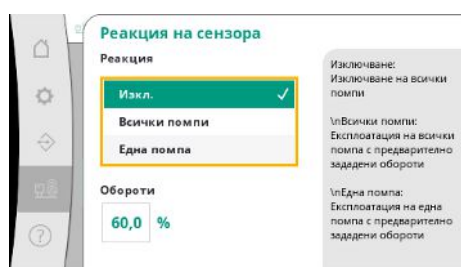 Реакция на сензора
Реакция
Изкл.
Всички помпи
Една помпа
Обороти
60,0 %
Изключване:
Изключване на всички
помпи
\nВсички помпи:
Експлоатация на всички
помпа с предварително
зададени обороти
\nЕдна помпа:
Експлоатация на една
помпа с предварително
зададени обороти